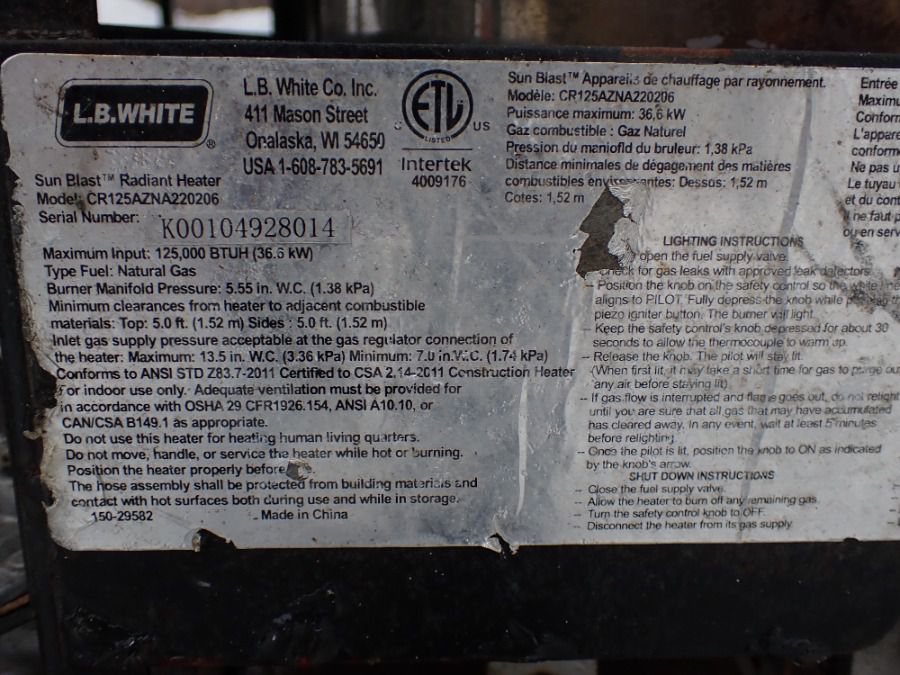 L.B.WHITE
®
L.B. White Co. Inc.
411 Mason Street
Onalaska, WI 54650
USA 1-608-783-5691
Sun Blast™ Radiant Heater
Model: CR125AZNA220206
Serial Number:
K00104928014
C ETL US
LISTED
Intertek
4009176
Maximum Input: 125,000 BTUH (36.6 kW)
Type Fuel: Natural Gas
Burner Manifold Pressure: 5.55 in. W.C. (1.38 kPa)
Minimum clearances from heater to adjacent combustible
materials: Top: 5.0 ft. (1.52 m) Sides : 5.0 ft. (1.52 m)
Inlet gas supply pressure acceptable at the gas regulator connection of
the heater: Maximum: 13.5 in. W.C. (3.36 kPa) Minimum: 7.0 in.W.C. (1.74 kPa)
Conforms to ANSI STD Z83.7-2011 Certified to CSA 2.14-2011 Construction Heater
For indoor use only. Adequate ventilation must be provided for
in accordance with OSHA 29 CFR1926.154, ANSI A10.10, or
CAN/CSA B149.1 as appropriate.
Do not use this heater for heating human living quarters.
Do not move, handle, or service the heater while hot or burning.
Position the heater properly before
The hose assembly shall be protected from building materials and
contact with hot surfaces both during use and while in storage.
150-29582
Made in China
Sun Blast™ Appareils de chauffage par rayonnement.
Modèle: CR125AZNA220206
Puissance maximum: 36,6 kW
Gaz combustible : Gaz Naturel
Pression du maniofld du bruleur: 1,38 kPa
Distance minimales de dégagement des matières
combustibles environnantes: Dessus: 1,52 m
Cotes: 1,52 m
LIGHTING INSTRUCTIONS
open the fuel supply valve.
Check for gas leaks with approved leak detectors.
-- Position the knob on the safety control so the white line
aligns to PILOT. Fully depress the knob while the
piezo igniter button. The burner will light.
-- Keep the safety control's knob depressed for about 30
seconds to allow the thermocouple to warm up.
-- Release the knob. The pilot will stay lit.
(When first lit, it may take a short time for gas to purge out
any air before staying lit)
-- If gas flow is interrupted and flame goes out, do not relight
until you are sure that all gas that may have accumulated
has cleared away. In any event, wait at least 5 minutes
before relighting.
-- Once the pilot is lit, position the knob to ON as indicated
by the knob's arrow.
SHUT DOWN INSTRUCTIONS
-- Close the fuel supply valve.
-- Allow the heater to burn off any remaining gas.
-- Turn the safety control knob to OFF.
-- Disconnect the heater from its gas supply
Entrée
Maximu
Conform
L'appare
conform
Ne pas u
Le tuyau
et du cont
Il ne faut p
ou en serv